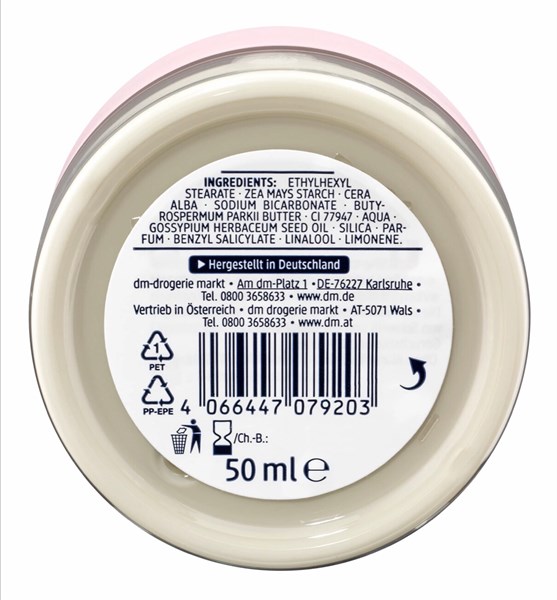 INGREDIENTS: ETHYLHEXYL
STEARATE · ZEA MAYS STARCH · CERA
ALBA · SODIUM BICARBONATE · BUTY-
ROSPERMUM PARKII BUTTER · CI 77947 · AQUA ·
GOSSYPIUM HERBACEUM SEED OIL · SILICA · PAR-
FUM · BENZYL SALICYLATE · LINALOOL · LIMONENE.
Hergestellt in Deutschland
dm-drogerie markt · Am dm-Platz 1 · DE-76227 Karlsruhe ·
Tel. 0800 3658633 · www.dm.de
Vertrieb in Österreich · dm drogerie markt · AT-5071 Wals ·
Tel. 0800 3658633 · www.dm.at
1
PET
PP-EPE
4 066447 079203
/Ch.-B.:
50 ml e